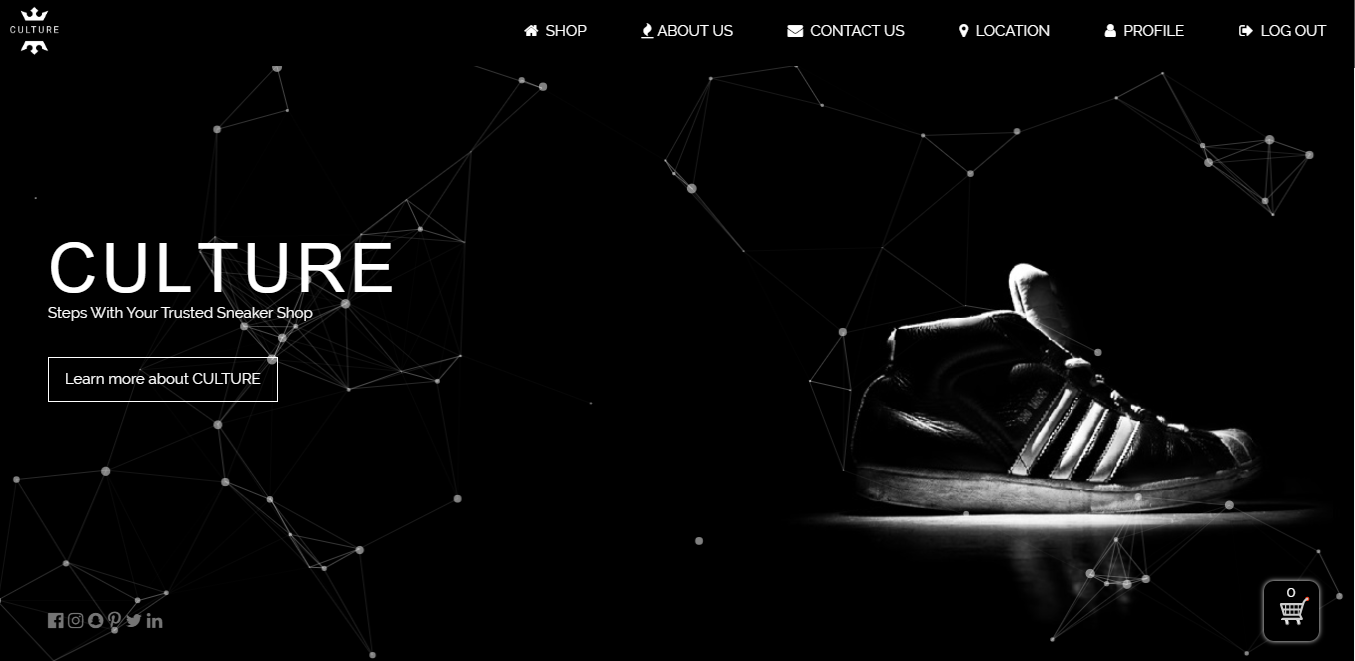 CULTURE
SHOP
ABOUT US
CONTACT US
LOCATION
PROFILE
LOG OUT
CULTURE
Steps With Your Trusted Sneaker Shop
Learn more about CULTURE
0